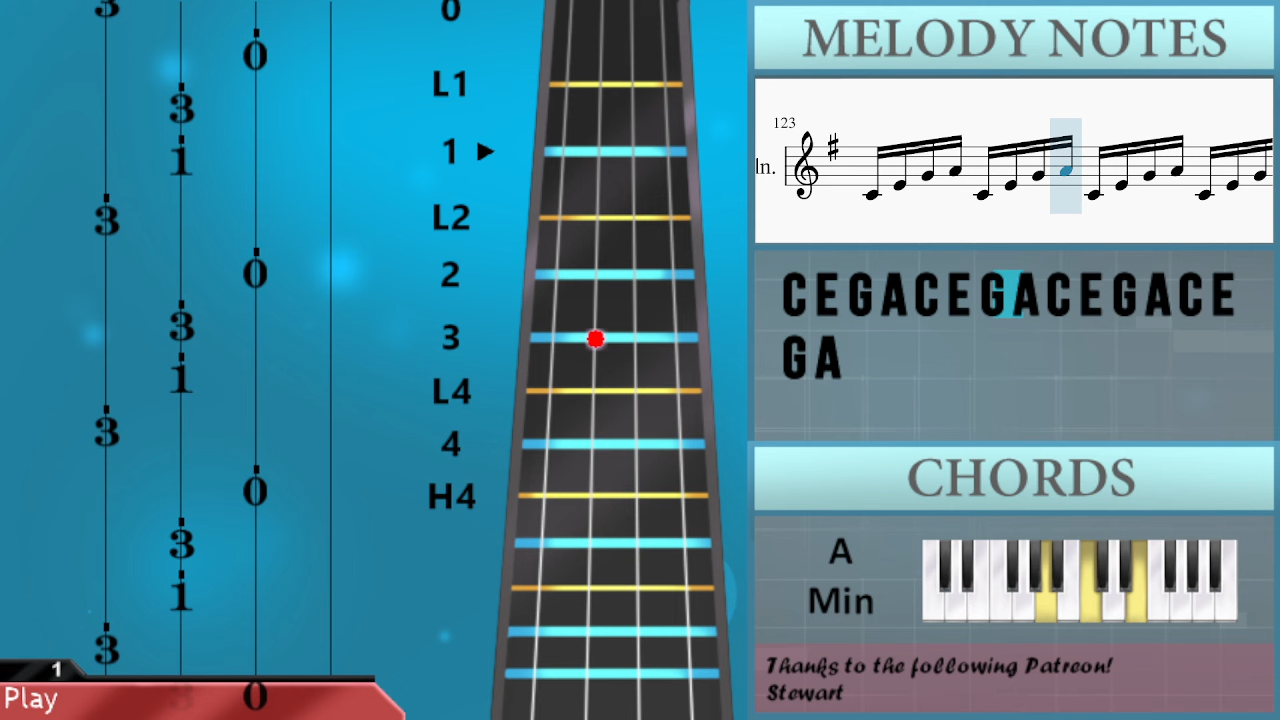 3
0
3
1
3
0
3
1
3
0
3
1
3
0
1
Play
0
L1
1
L2
2
3
L4
4
H4
MELODY NOTES
123
ln.
CEGACEGACEGACE
GA
CHORDS
A
Min
Thanks to the following Patreon!
Stewart